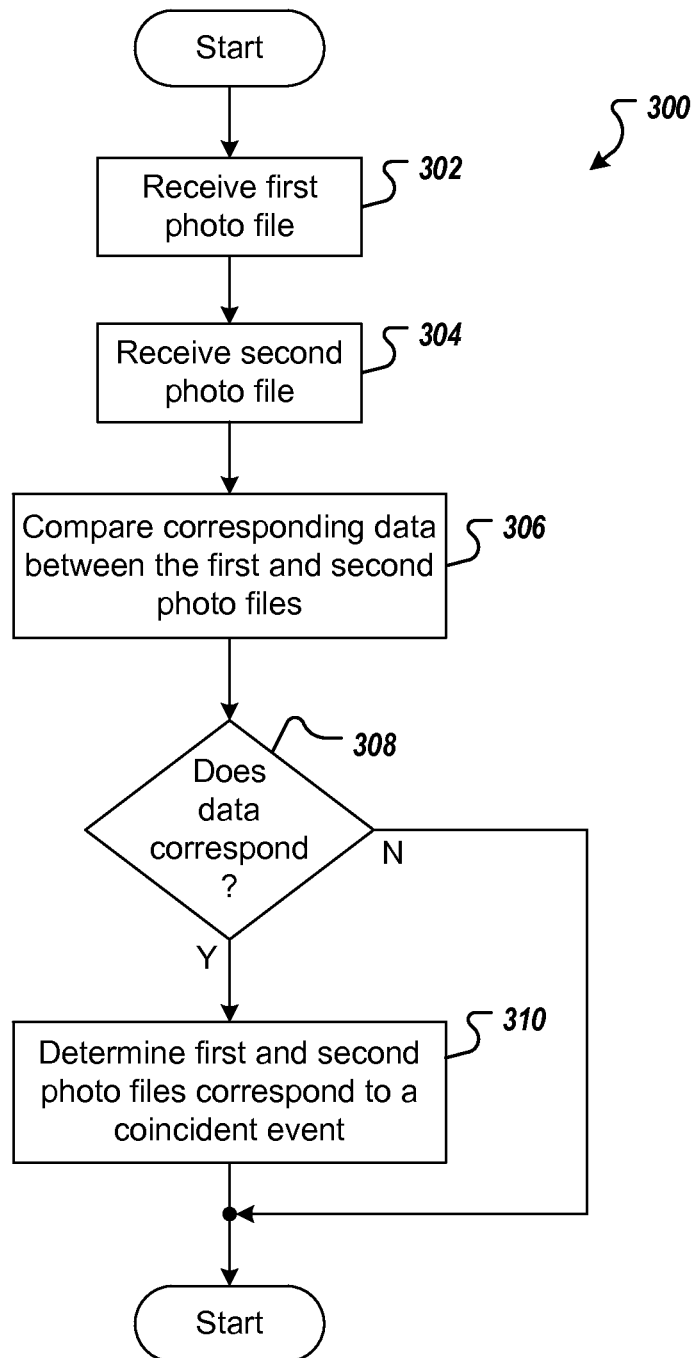 Start
300
Receive first
photo file
302
Receive second
photo file
304
Compare corresponding data
between the first and second
photo files
306
Does
data
correspond
?
308
N
Y
Determine first and second
photo files correspond to a
coincident event
310
Start